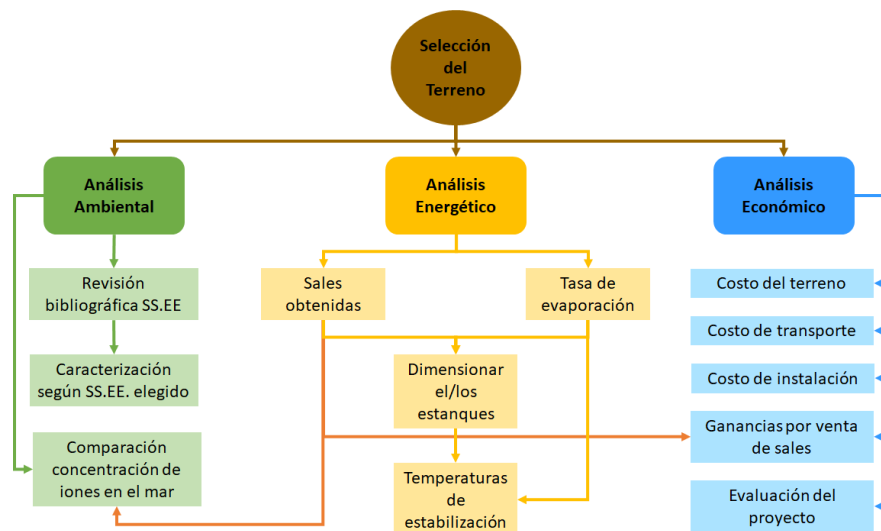 Selección
del
Terreno
Análisis
Ambiental
Análisis
Energético
Análisis
Económico
Revisión
bibliográfica SS.EE
Sales
obtenidas
Tasa de
evaporación
Costo del terreno
Costo de transporte
Caracterización
según SS.EE. elegido
Dimensionar
el/los
estanques
Costo de instalación
Comparación
concentración de
iones en el mar
Ganancias por venta
de sales
Temperaturas
de
estabilización
Evaluación del
proyecto